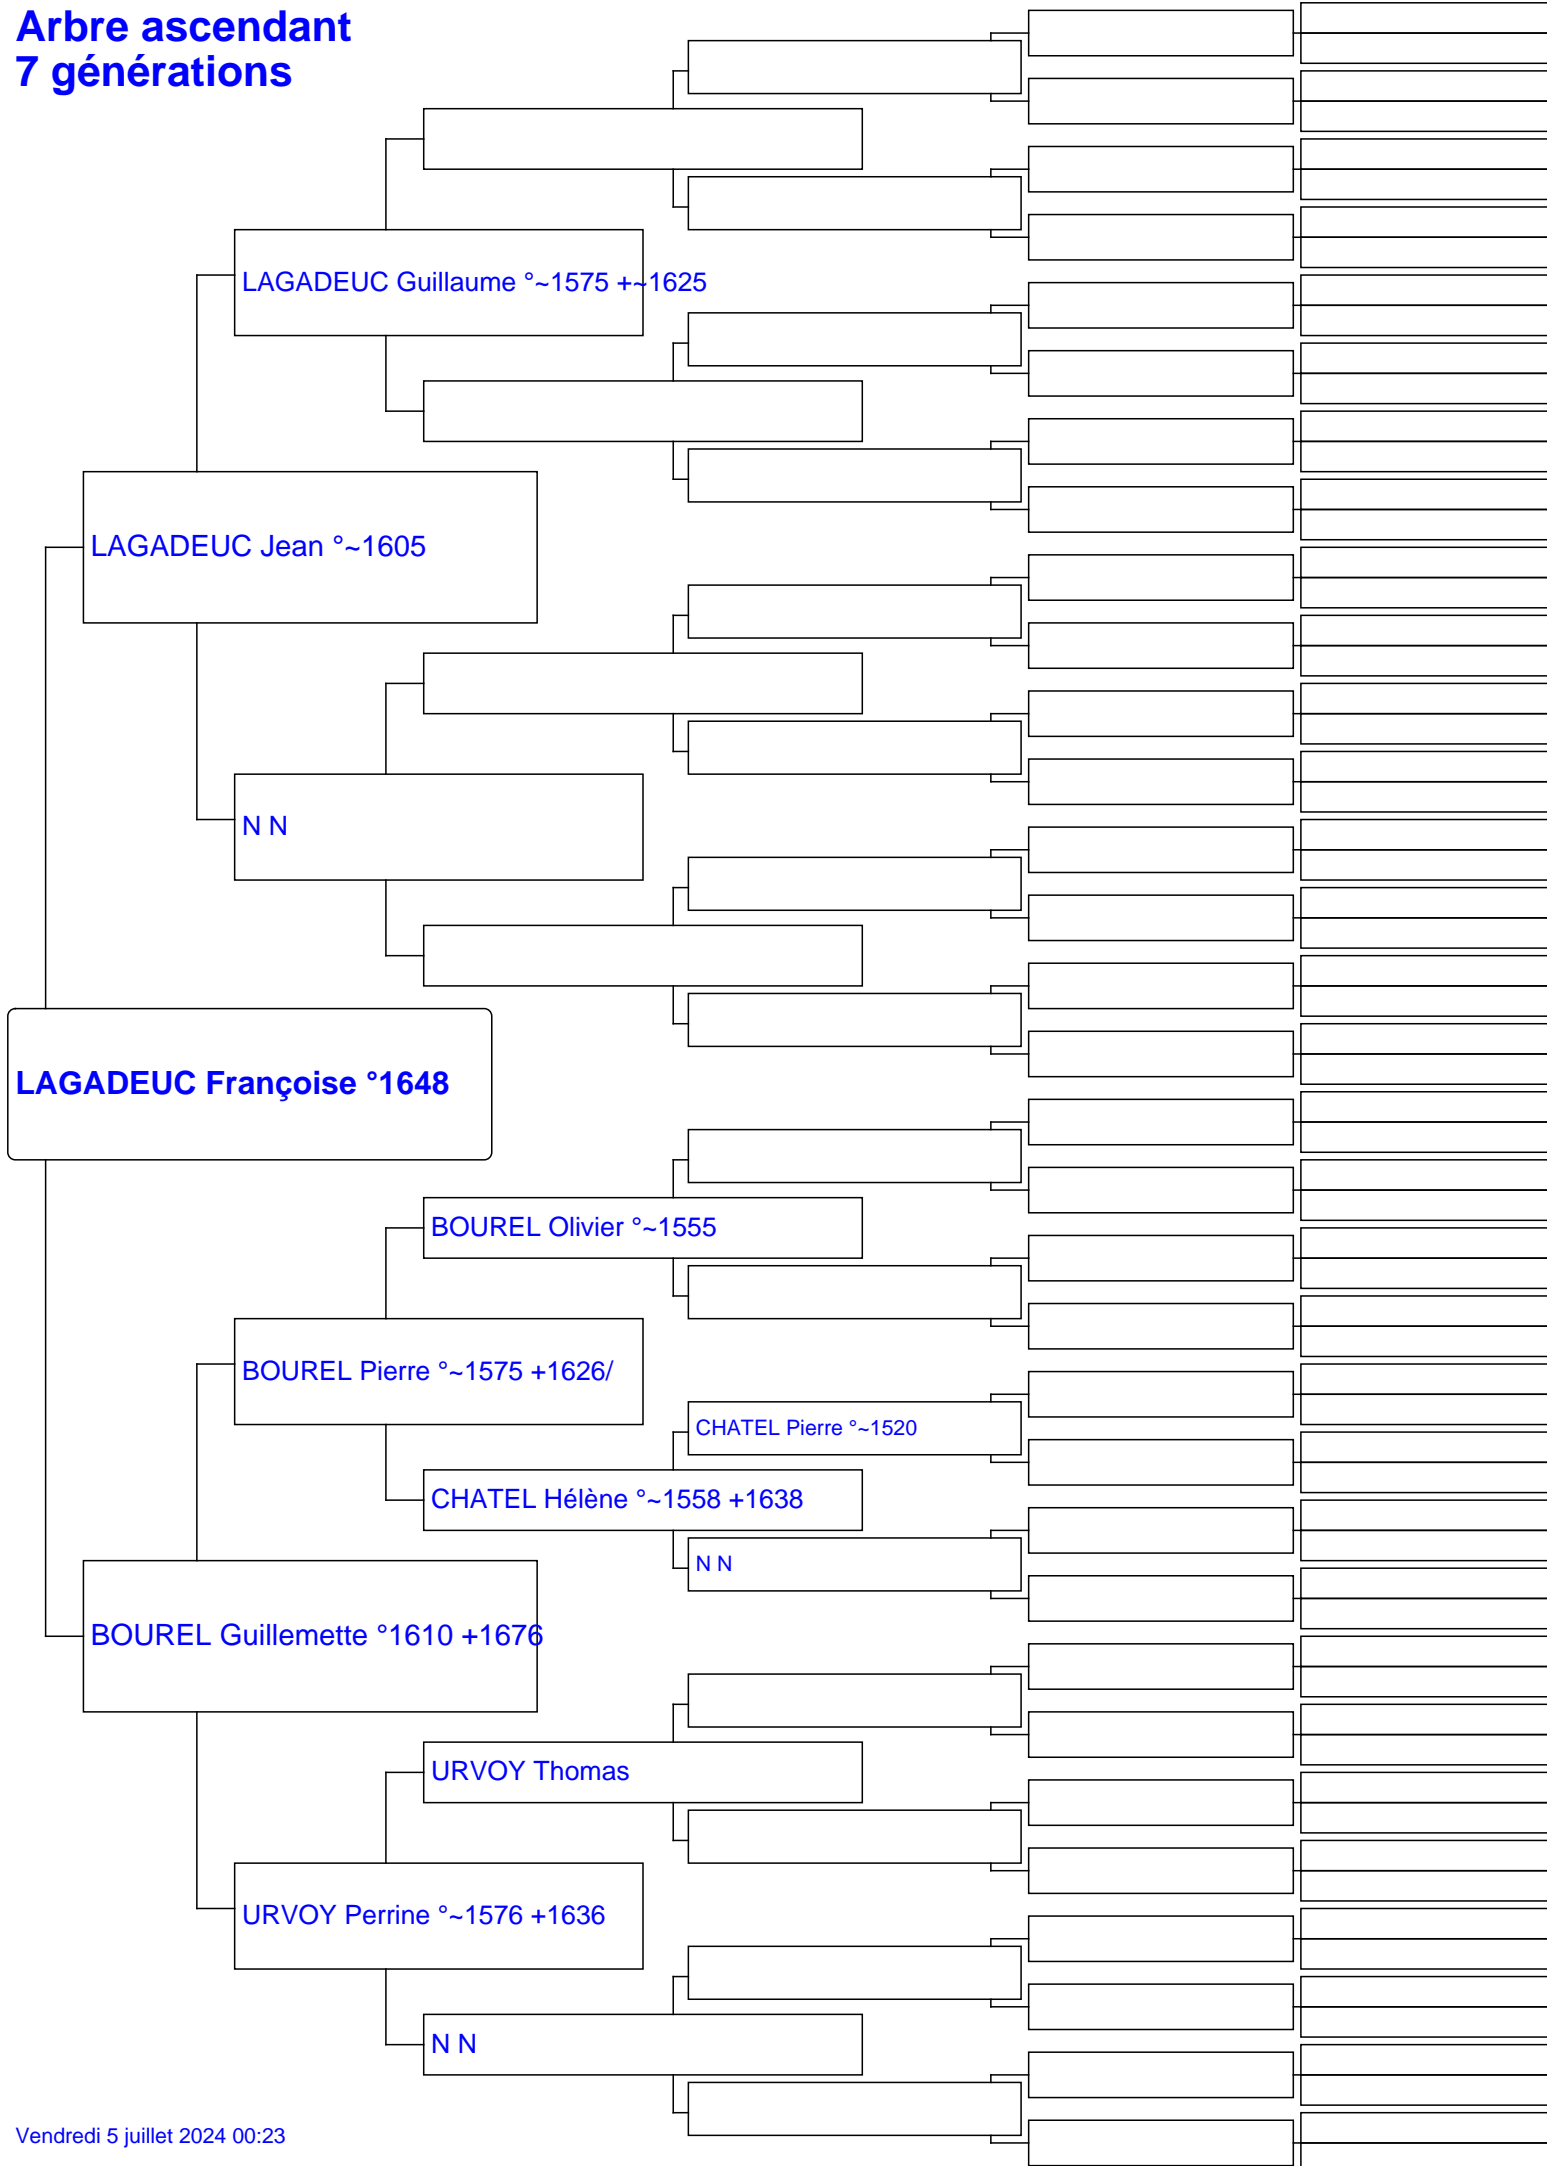 Arbre ascendant
7 générations
LAGADEUC Guillaume °~1575 +~1625
LAGADEUC Jean °~1605
N N
LAGADEUC Françoise °1648
BOUREL Olivier °~1555
BOUREL Pierre °~1575 +1626/
CHATEL Pierre °~1520
CHATEL Hélène °~1558 +1638
N N
BOUREL Guillemette °1610 +1676
URVOY Thomas
URVOY Perrine °~1576 +1636
N N
Vendredi 5 juillet 2024 00:23